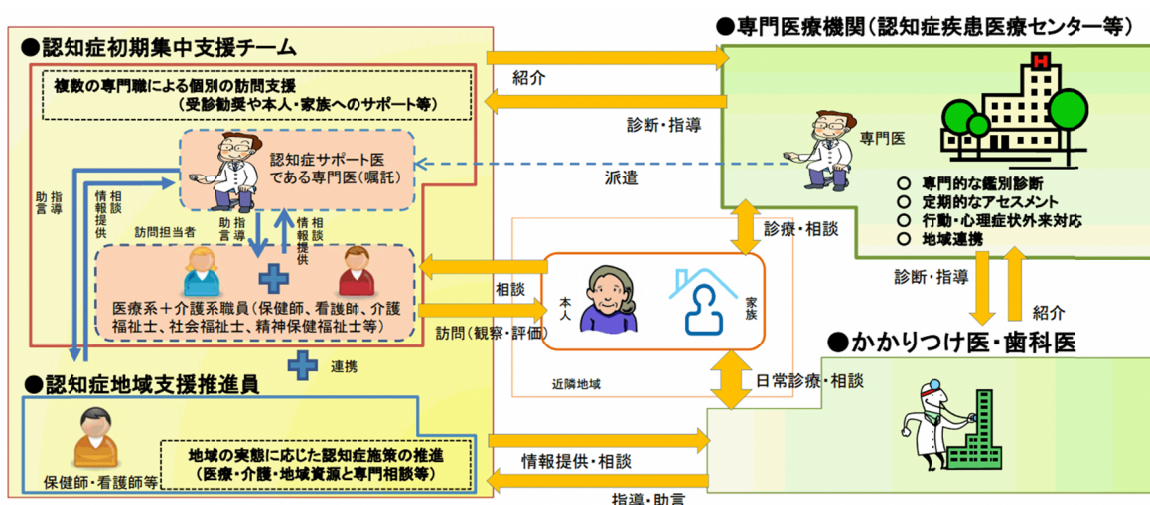 ●認知症初期集中支援チーム
複数の専門職による個別の訪問支援
(受診勧奨や本人・家族へのサポート等)
認知症サポート医
である専門医(嘱託)
指導
助言
相談
情報提供
訪問担当者
指導
助言
相談
情報提供
医療系+介護系職員(保健師、看護師、介護
福祉士、社会福祉士、精神保健福祉士等)
連携
●認知症地域支援推進員
地域の実態に応じた認知症施策の推進
(医療・介護・地域資源と専門相談等)
保健師・看護師等
紹介
診断・指導
派遣
相談
訪問(観察・評価)
本人
家族
近隣地域
診療・相談
日常診療・相談
情報提供・相談
指導・助言
●専門医療機関(認知症疾患医療センター等)
専門医
H
○ 専門的な鑑別診断
○ 定期的なアセスメント
○ 行動・心理症状外来対応
○ 地域連携
診断・指導
紹介
●かかりつけ医・歯科医